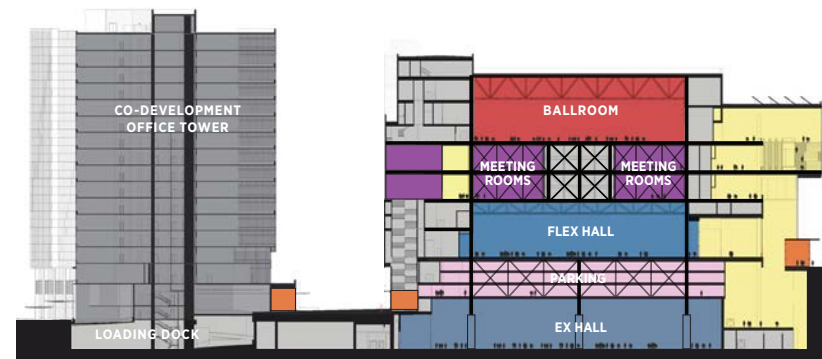 CO-DEVELOPMENT
OFFICE TOWER
BALLROOM
MEETING
ROOMS
MEETING
ROOMS
FLEX HALL
PARKING
EX HALL
LOADING DOCK